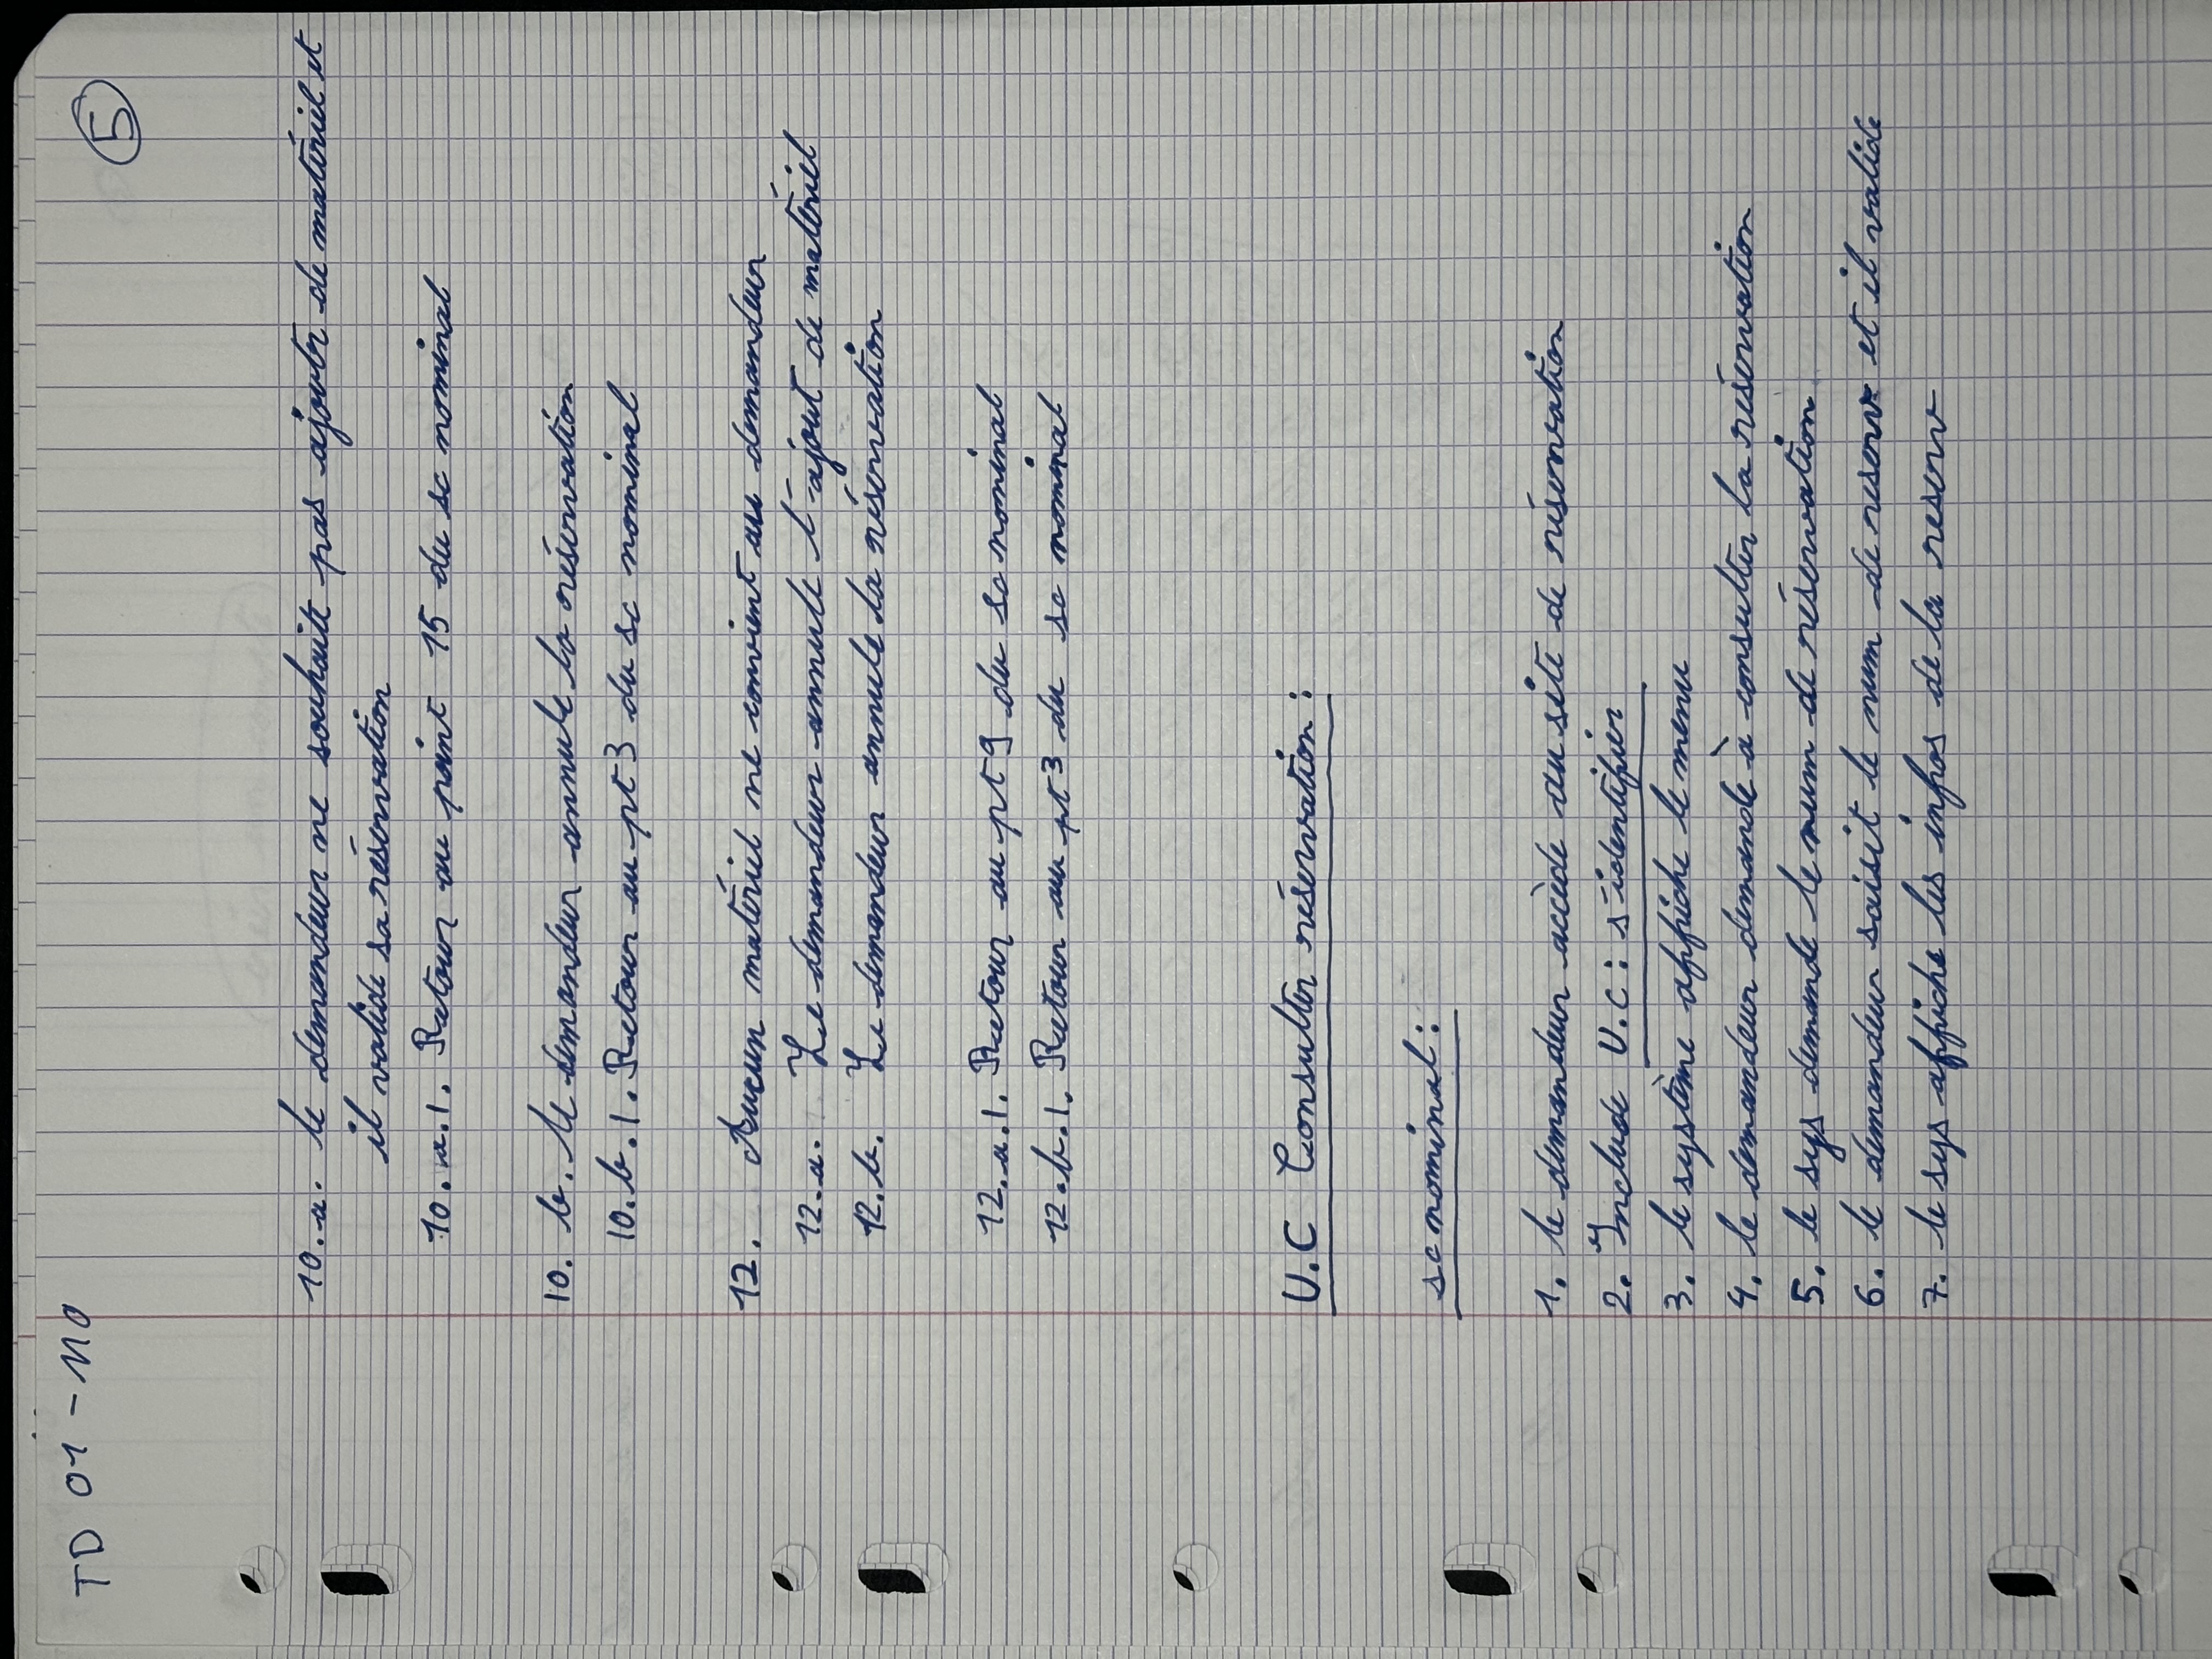 TD 01 - 110
5
10. a. le demandeur ne souhaite pas ajouter de matériel et
il valide sa réservation
10. a. 1. Retour au point 15 du sc nominal
10. b. le demandeur annule la réservation
10. b. 1. Retour au pt 3 du sc nominal
12. Aucun matériel ne convient au demandeur
12. a. Le demandeur annule l'ajout de matériel
12. b. Le demandeur annule la réservation
12. a. 1. Retour au pt 9 du sc nominal
12. b. 1. Retour au pt 3 du sc nominal
U.C Consulter réservation :
sc nominal :
1. le demandeur accède au site de réservation
2. Include U.C : s'identifier
3. le système affiche le menu
4. le demandeur demande à consulter la réservation
5. le sys demande le num de réservation
6. le demandeur saisit le num de reserv et il valide
7. le sys affiche les infos de la reserv